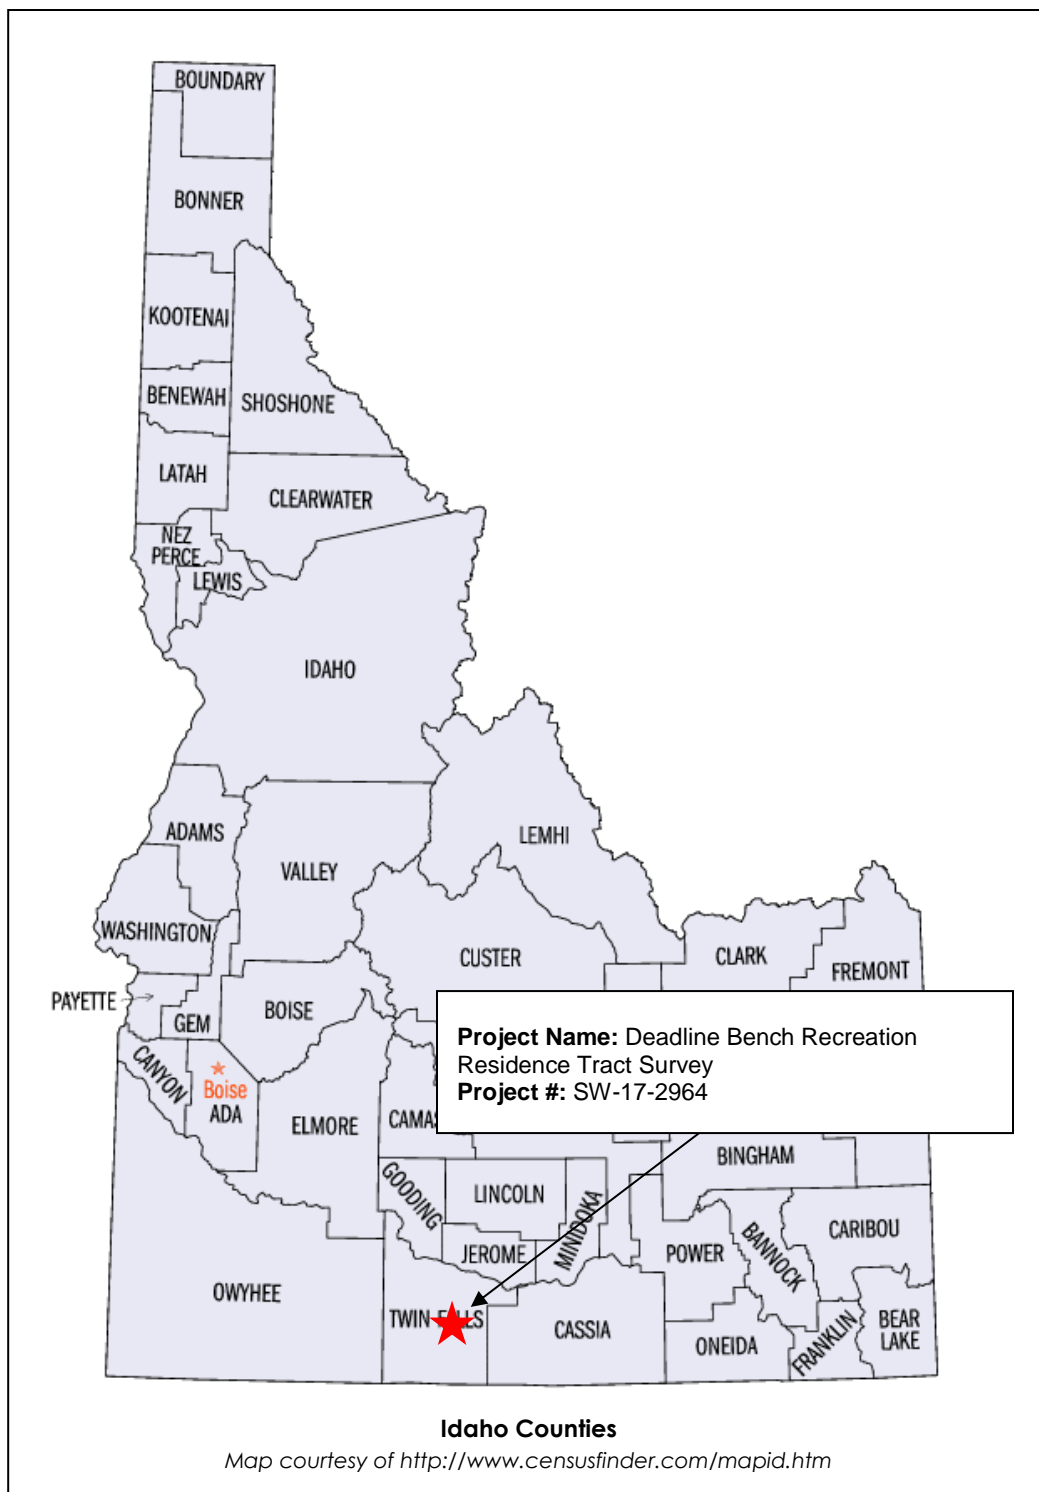 BOUNDARY
BONNER
KOOTENAI
BENEWAH
SHOSHONE
LATAH
CLEARWATER
NEZ
PERCE
LEWIS
IDAHO
LEMHI
ADAMS
VALLEY
WASHINGTON
CUSTER
CLARK
FREMONT
PAYETTE
GEM
BOISE
CANYON
Boise
ADA
ELMORE
Project Name: Deadline Bench Recreation
Residence Tract Survey
Project #: SW-17-2964
BINGHAM
GOODING
LINCOLN
MINIDOKA
JEROME
POWER
BANNOCK
CARIBOU
OWYHEE
TWIN FALLS
CASSIA
ONEIDA
FRANKLIN
BEAR
LAKE
Idaho Counties
Map courtesy of http://www.censusfinder.com/mapid.htm